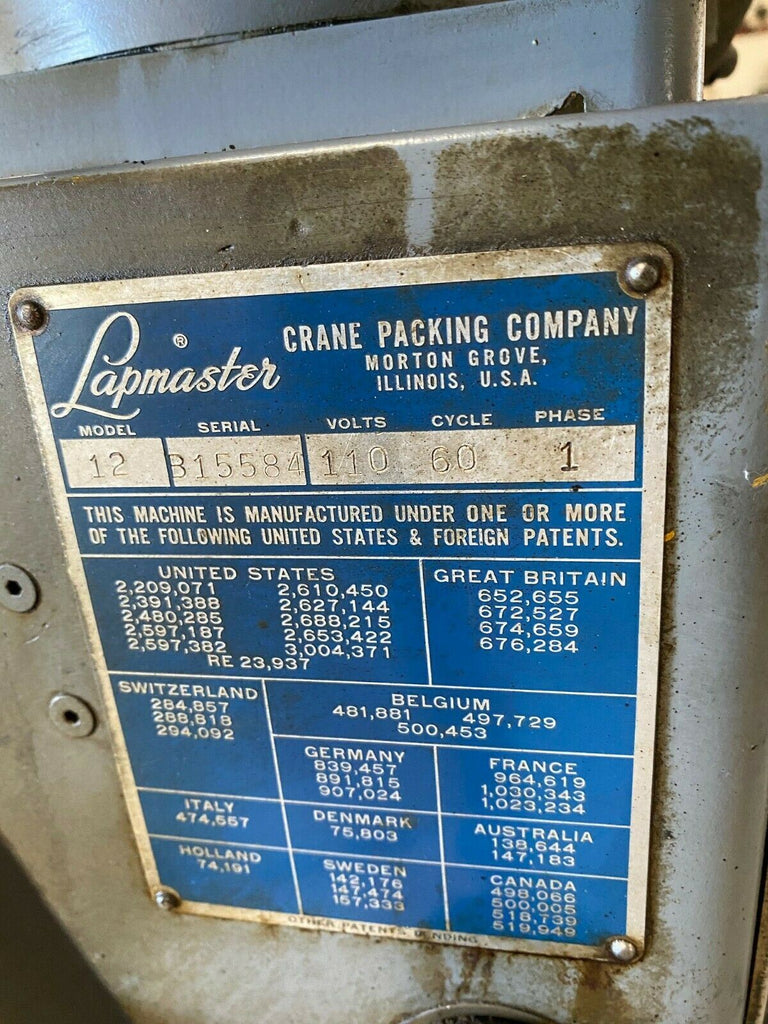 Lapmaster ®
CRANE PACKING COMPANY
MORTON GROVE,
ILLINOIS, U.S.A.
MODEL SERIAL VOLTS CYCLE PHASE
12 B15584 110 60 1
THIS MACHINE IS MANUFACTURED UNDER ONE OR MORE
OF THE FOLLOWING UNITED STATES & FOREIGN PATENTS.
UNITED STATES
2,209,071 2,610,450
2,391,388 2,627,144
2,480,285 2,688,215
2,597,187 2,653,422
2,597,382 3,004,371
RE 23,937
GREAT BRITAIN
652,655
672,527
674,659
676,284
SWITZERLAND
284,857
288,818
294,092
BELGIUM
481,881 497,729
500,453
GERMANY
839,457
891,815
907,024
FRANCE
964,619
1,030,343
1,023,234
ITALY
474,557
DENMARK
75,803
AUSTRALIA
138,644
147,183
HOLLAND
74,191
SWEDEN
142,176
147,474
157,333
CANADA
498,066
500,005
518,739
519,949
OTHER PATENTS PENDING